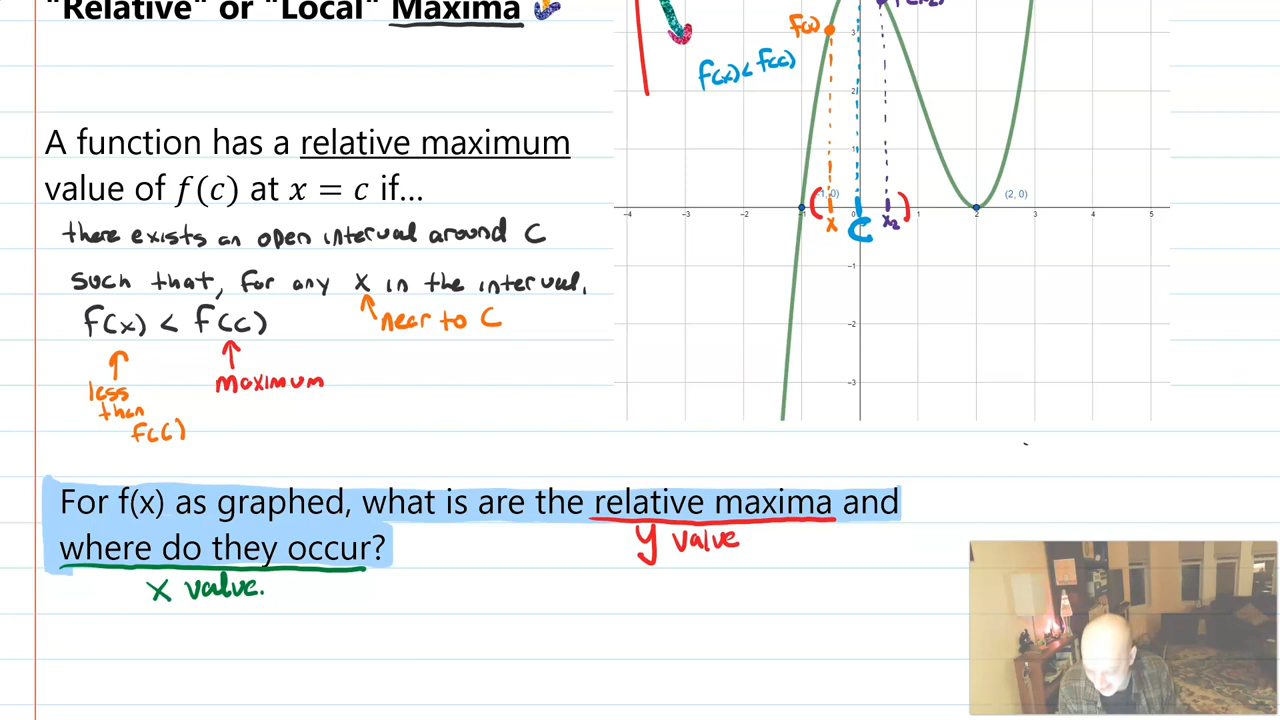 "Relative" or "Local" Maxima
A function has a relative maximum
value of f(c) at x = c if...
there exists an open interval around C
such that, for any x in the interval,
f(x) < f(c)
near to C
less
than
f(c)
maximum
f(x)
f(x) < f(c)
3
2
1
(2, 0)
-4
-3
-2
-1
0
1
2
3
4
5
x
C
x2
-1
-2
-3
For f(x) as graphed, what is are the relative maxima and
where do they occur?
y value
x value.